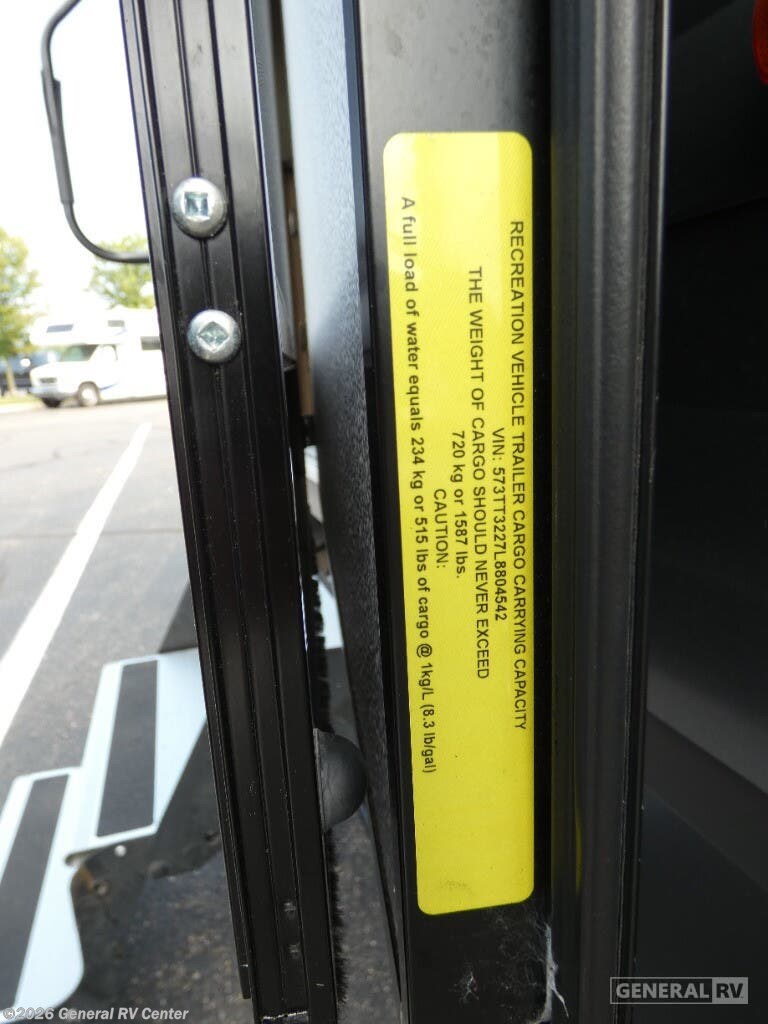 RECREATION VEHICLE TRAILER CARGO CARRYING CAPACITY
VIN: 573TT3227L8804542
THE WEIGHT OF CARGO SHOULD NEVER EXCEED
720 kg or 1587 lbs.
CAUTION:
A full load of water equals 234 kg or 515 lbs of cargo @ 1kg/L (8.3 lb/gal)
GENERAL RV
©2026 General RV Center